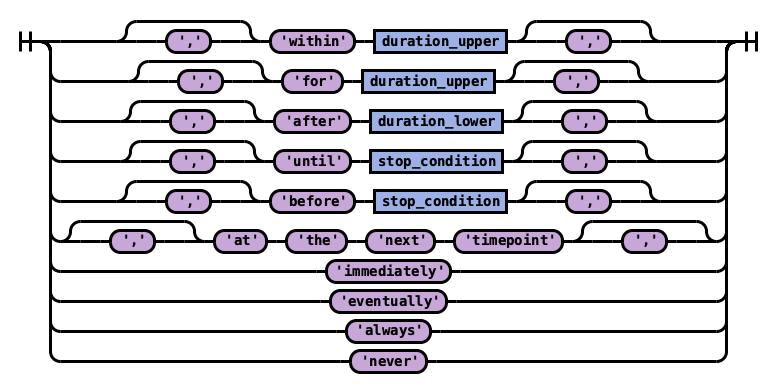 ',' 'within' duration_upper ','
',' 'for' duration_upper ','
',' 'after' duration_lower ','
',' 'until' stop_condition ','
',' 'before' stop_condition ','
',' 'at' 'the' 'next' 'timepoint' ','
'immediately'
'eventually'
'always'
'never'